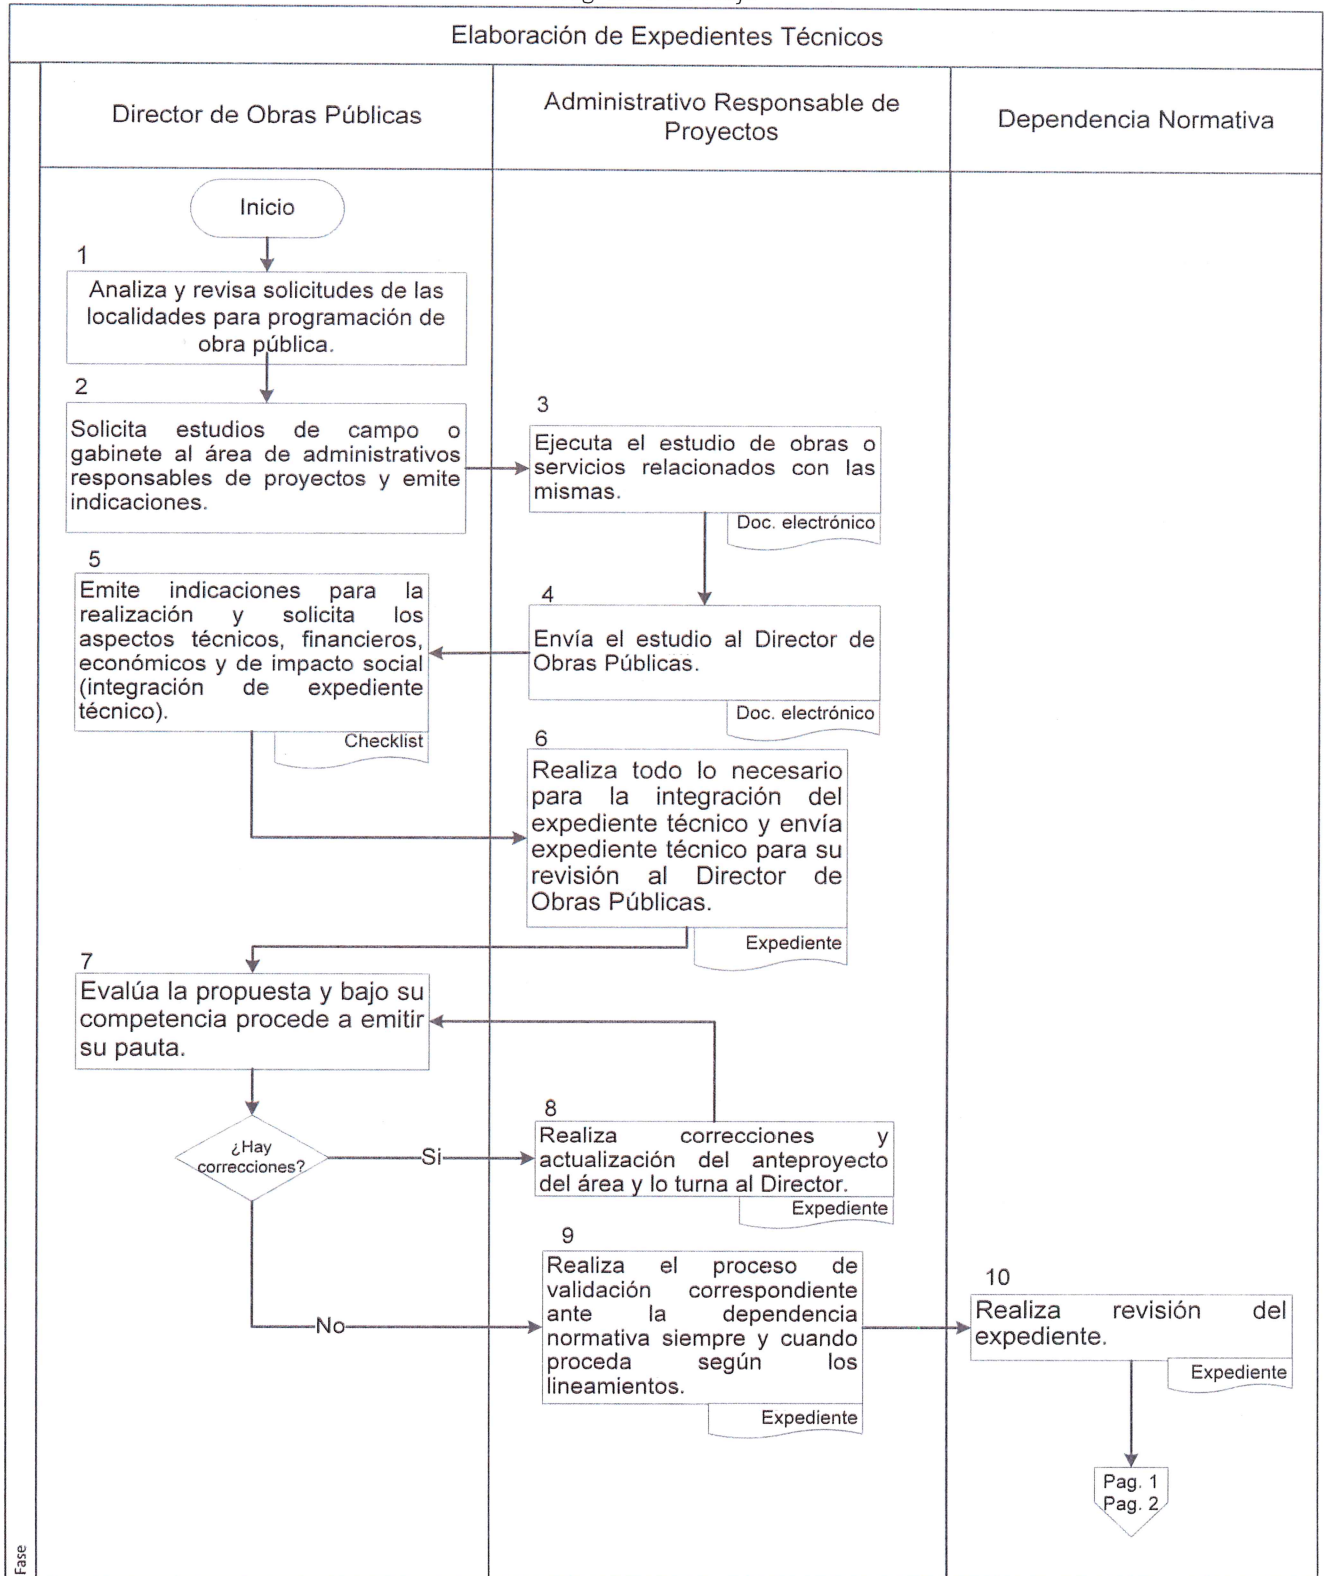 Elaboración de Expedientes Técnicos
Director de Obras Públicas
Administrativo Responsable de
Proyectos
Dependencia Normativa
Inicio
1
Analiza y revisa solicitudes de las
localidades para programación de
obra pública.
2
Solicita estudios de campo o
gabinete al área de administrativos
responsables de proyectos y emite
indicaciones.
3
Ejecuta el estudio de obras o
servicios relacionados con las
mismas.
Doc. electrónico
4
Envía el estudio al Director de
Obras Públicas.
Doc. electrónico
5
Emite indicaciones para la
realización y solicita los
aspectos técnicos, financieros,
económicos y de impacto social
(integración de expediente
técnico).
Checklist
6
Realiza todo lo necesario
para la integración del
expediente técnico y envía
expediente técnico para su
revisión al Director de
Obras Públicas.
Expediente
7
Evalúa la propuesta y bajo su
competencia procede a emitir
su pauta.
¿Hay
correcciones?
Si
8
Realiza correcciones y
actualización del anteproyecto
del área y lo turna al Director.
Expediente
No
9
Realiza el proceso de
validación correspondiente
ante la dependencia
normativa siempre y cuando
proceda según los
lineamientos.
Expediente
10
Realiza revisión del
expediente.
Expediente
Pag. 1
Pag. 2
Fase